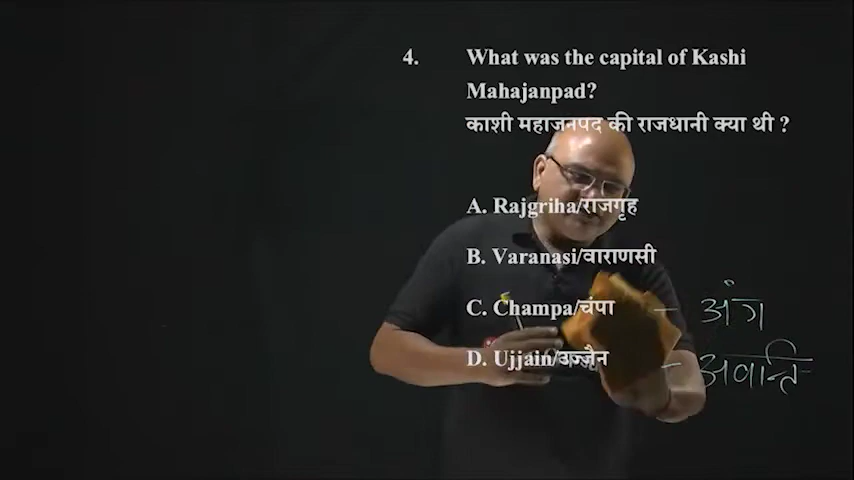 4. What was the capital of Kashi
Mahajanpad?
काशी महाजनपद की राजधानी क्या थी ?
A. Rajgriha/राजगृह
B. Varanasi/वाराणसी
C. Champa/चंपा - अंग
D. Ujjain/उज्जैन - अवन्ति